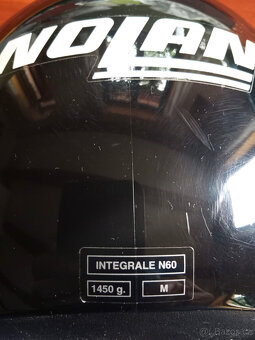 NOLAN
INTEGRALE N60
1450 g.
M